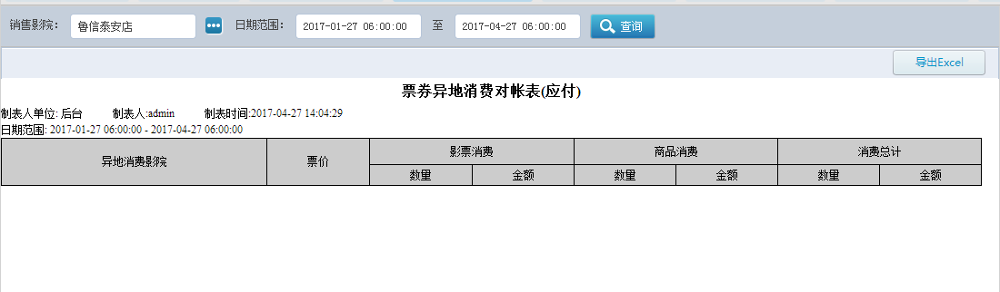 销售影院： 鲁信泰安店 日期范围： 2017-01-27 06:00:00 至 2017-04-27 06:00:00 查询
导出Excel
票券异地消费对帐表(应付)
制表人单位: 后台 制表人:admin 制表时间:2017-04-27 14:04:29
日期范围: 2017-01-27 06:00:00 - 2017-04-27 06:00:00
异地消费影院 票价 影票消费 商品消费 消费总计
数量 金额 数量 金额 数量 金额